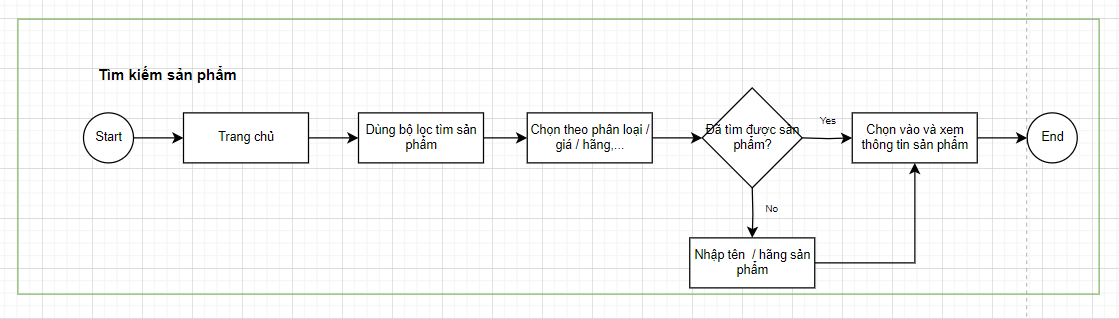 Tìm kiếm sản phẩm
Start
Trang chủ
Dùng bộ lọc tìm sản
phẩm
Chọn theo phân loại /
giá / hãng,...
Đã tìm được sản
phẩm?
Yes
Chọn vào và xem
thông tin sản phẩm
End
No
Nhập tên / hãng sản
phẩm